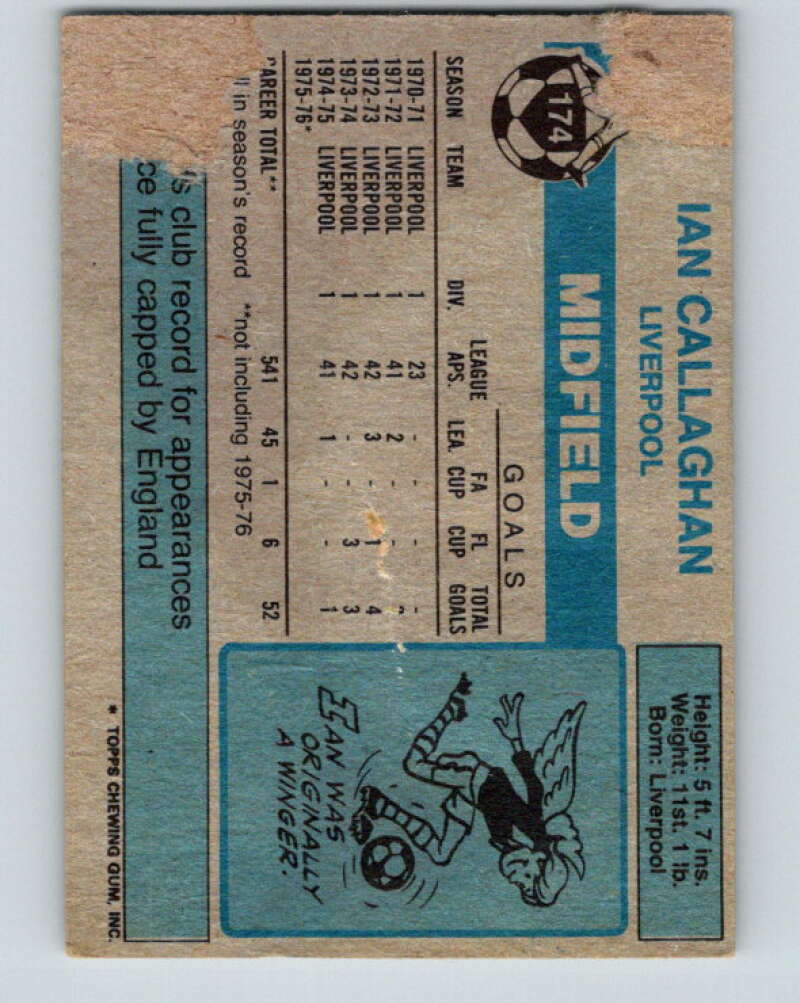 174
IAN CALLAGHAN
LIVERPOOL
Height: 5 ft. 7 ins.
Weight: 11st. 1 lb.
Born: Liverpool
MIDFIELD
GOALS
LEAGUE FA FL TOTAL
SEASON TEAM DIV. APS. LEA. CUP CUP GOALS
1970-71 LIVERPOOL 1 23 - - - -
1971-72 LIVERPOOL 1 41 2 - -
1972-73 LIVERPOOL 1 42 3 - 1 4
1973-74 LIVERPOOL 1 42 - - 3 3
1974-75 LIVERPOOL 1 41 1 - - 1
1975-76*
CAREER TOTAL** 541 45 1 6 52
in season's record **not including 1975-76
club record for appearances
fully capped by England
IAN WAS
ORIGINALLY
A WINGER.
* TOPPS CHEWING GUM, INC.